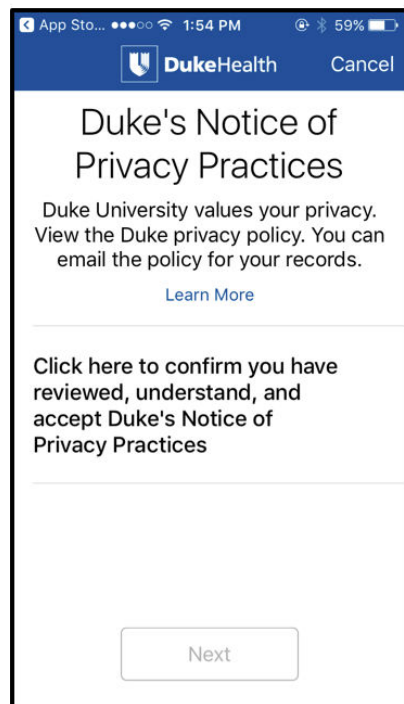 App Sto... 1:54 PM 59%
DukeHealth Cancel
Duke's Notice of
Privacy Practices
Duke University values your privacy.
View the Duke privacy policy. You can
email the policy for your records.
Learn More
Click here to confirm you have
reviewed, understand, and
accept Duke's Notice of
Privacy Practices
Next